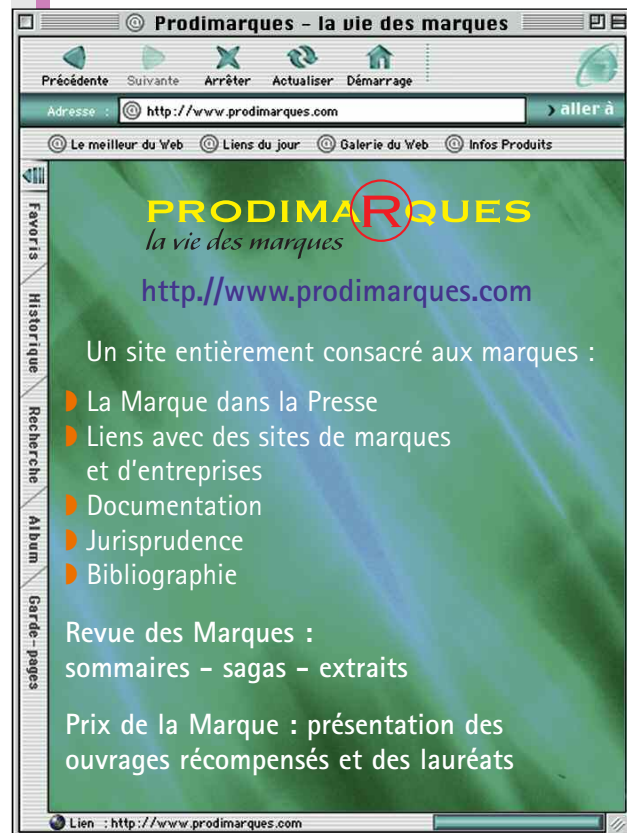 Prodimarques - la vie des marques
Précédente Suivante Arrêter Actualiser Démarrage
Adresse : http://www.prodimarques.com > aller à
Le meilleur du Web Liens du jour Galerie du Web Infos Produits
Favoris
Historique
Recherche
Album
Garde-pages
PRODIMARQUES
la vie des marques
http.//www.prodimarques.com
Un site entièrement consacré aux marques :
La Marque dans la Presse
Liens avec des sites de marques
et d'entreprises
Documentation
Jurisprudence
Bibliographie
Revue des Marques :
sommaires - sagas - extraits
Prix de la Marque : présentation des
ouvrages récompensés et des lauréats
Lien : http://www.prodimarques.com